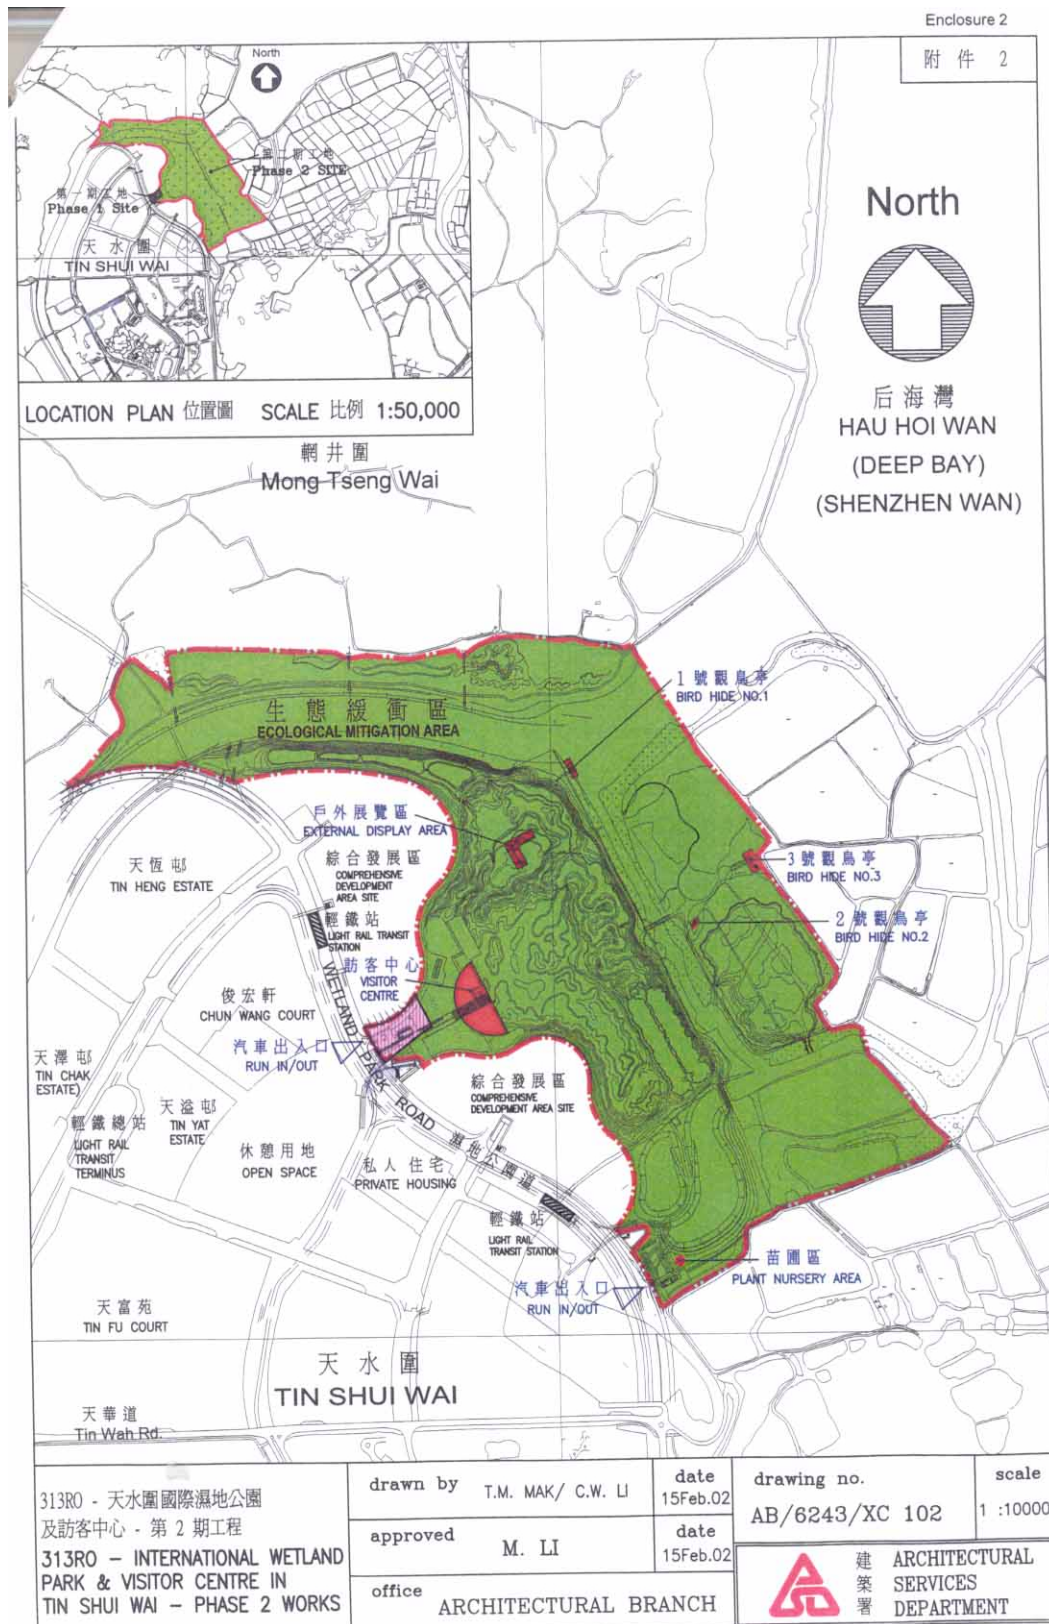 Enclosure 2
附件 2
North
第一期工地
Phase 2 SITE
第一期工地
Phase 1 Site
天水圍
TIN SHUI WAI
LOCATION PLAN 位置圖 SCALE 比例 1:50,000
North
后海灣
HAU HOI WAN
(DEEP BAY)
(SHENZHEN WAN)
輞井圍
Mong Tseng Wai
1號觀鳥亭
BIRD HIDE NO.1
生態緩衝區
ECOLOGICAL MITIGATION AREA
戶外展覽區
EXTERNAL DISPLAY AREA
3號觀鳥亭
BIRD HIDE NO.3
2號觀鳥亭
BIRD HIDE NO.2
天恆邨
TIN HENG ESTATE
綜合發展區
COMPREHENSIVE
DEVELOPMENT
AREA SITE
輕鐵站
LIGHT RAIL TRANSIT
STATION
訪客中心
VISITOR
CENTRE
俊宏軒
CHUN WANG COURT
汽車出入口
RUN IN/OUT
WETLAND PARK ROAD 濕地公園道
天澤邨
TIN CHAK
ESTATE)
天溢邨
TIN YAT
ESTATE
輕鐵總站
LIGHT RAIL
TRANSIT
TERMINUS
休憩用地
OPEN SPACE
私人住宅
PRIVATE HOUSING
綜合發展區
COMPREHENSIVE
DEVELOPMENT AREA SITE
輕鐵站
LIGHT RAIL
TRANSIT STATION
苗圃區
PLANT NURSERY AREA
汽車出入口
RUN IN/OUT
天富苑
TIN FU COURT
天水圍
TIN SHUI WAI
天華道
Tin Wah Rd.
313RO - 天水圍國際濕地公園
及訪客中心 - 第 2 期工程
313RO – INTERNATIONAL WETLAND
PARK & VISITOR CENTRE IN
TIN SHUI WAI – PHASE 2 WORKS
drawn by T.M. MAK/ C.W. LI
date
15Feb.02
approved M. LI
date
15Feb.02
office ARCHITECTURAL BRANCH
drawing no.
AB/6243/XC 102
scale
1 :10000
建築署
ARCHITECTURAL
SERVICES
DEPARTMENT